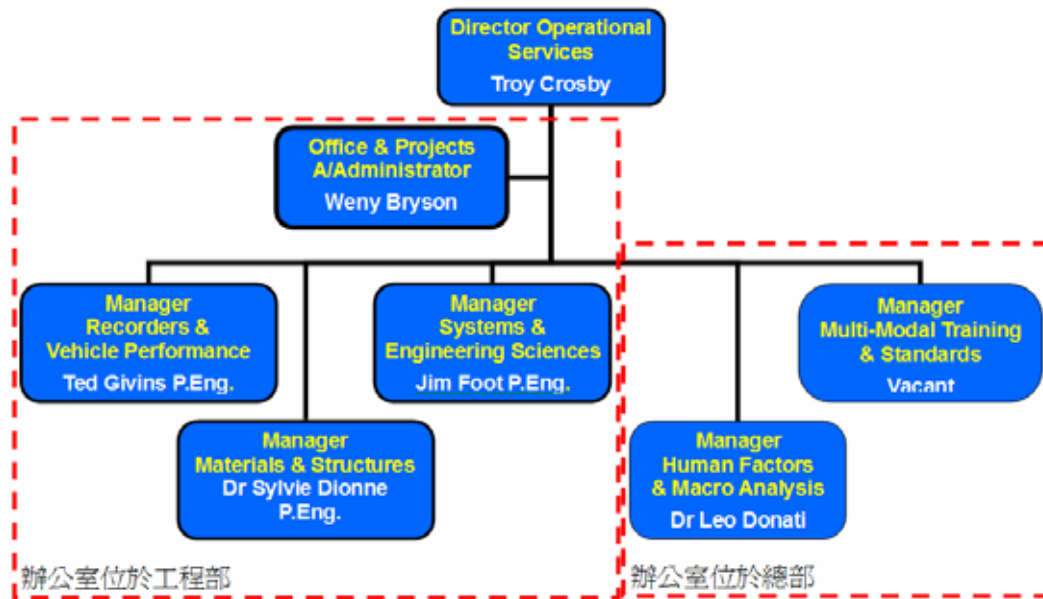 Director Operational
Services
Troy Crosby
Office & Projects
A/Administrator
Weny Bryson
Manager
Recorders &
Vehicle Performance
Ted Givins P.Eng.
Manager
Systems &
Engineering Sciences
Jim Foot P.Eng.
Manager
Multi-Modal Training
& Standards
Vacant
Manager
Materials & Structures
Dr Sylvie Dionne
P.Eng.
Manager
Human Factors
& Macro Analysis
Dr Leo Donati
辦公室位於工程部
辦公室位於總部